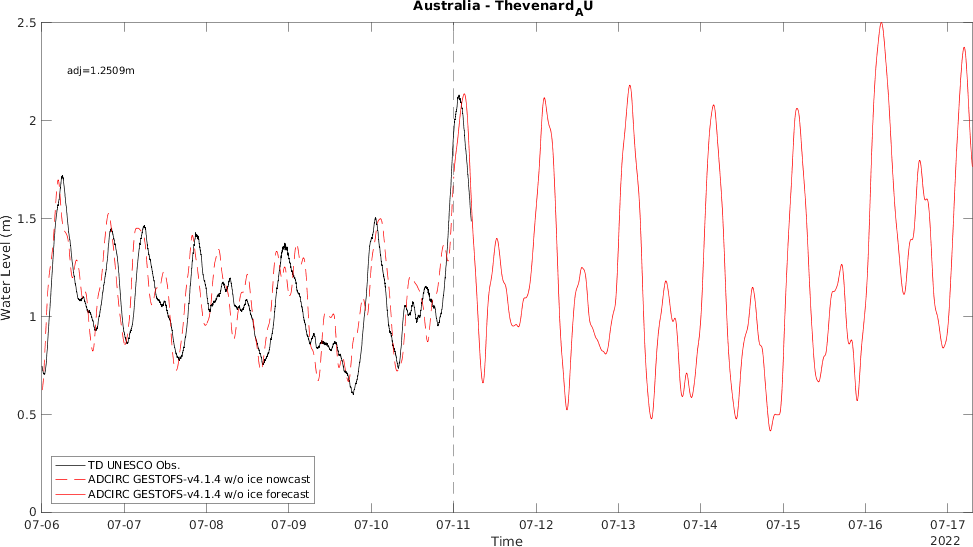 Australia - Thevenard_AU
adj=1.2509m
2.5
2
1.5
1
0.5
0
Water Level (m)
TD UNESCO Obs.
ADCIRC GESTOFS-v4.1.4 w/o ice nowcast
ADCIRC GESTOFS-v4.1.4 w/o ice forecast
07-06 07-07 07-08 07-09 07-10 07-11 07-12 07-13 07-14 07-15 07-16 07-17
Time
2022